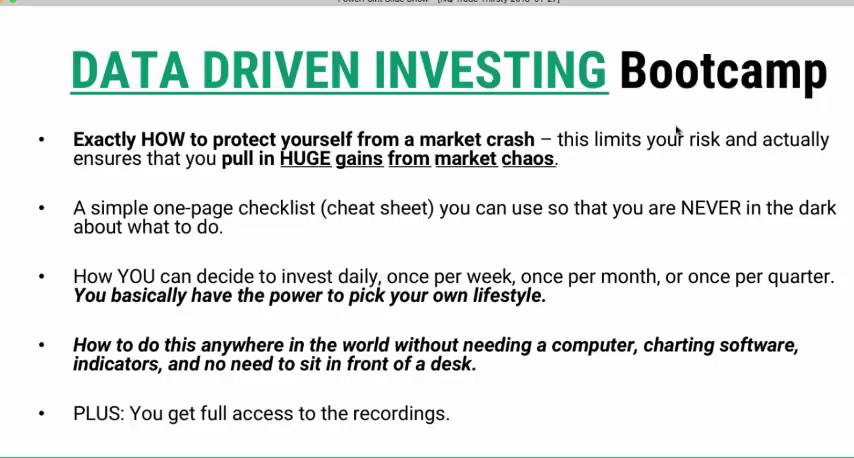 DATA DRIVEN INVESTING Bootcamp
• Exactly HOW to protect yourself from a market crash – this limits your risk and actually
ensures that you pull in HUGE gains from market chaos.
• A simple one-page checklist (cheat sheet) you can use so that you are NEVER in the dark
about what to do.
• How YOU can decide to invest daily, once per week, once per month, or once per quarter.
You basically have the power to pick your own lifestyle.
• How to do this anywhere in the world without needing a computer, charting software,
indicators, and no need to sit in front of a desk.
• PLUS: You get full access to the recordings.